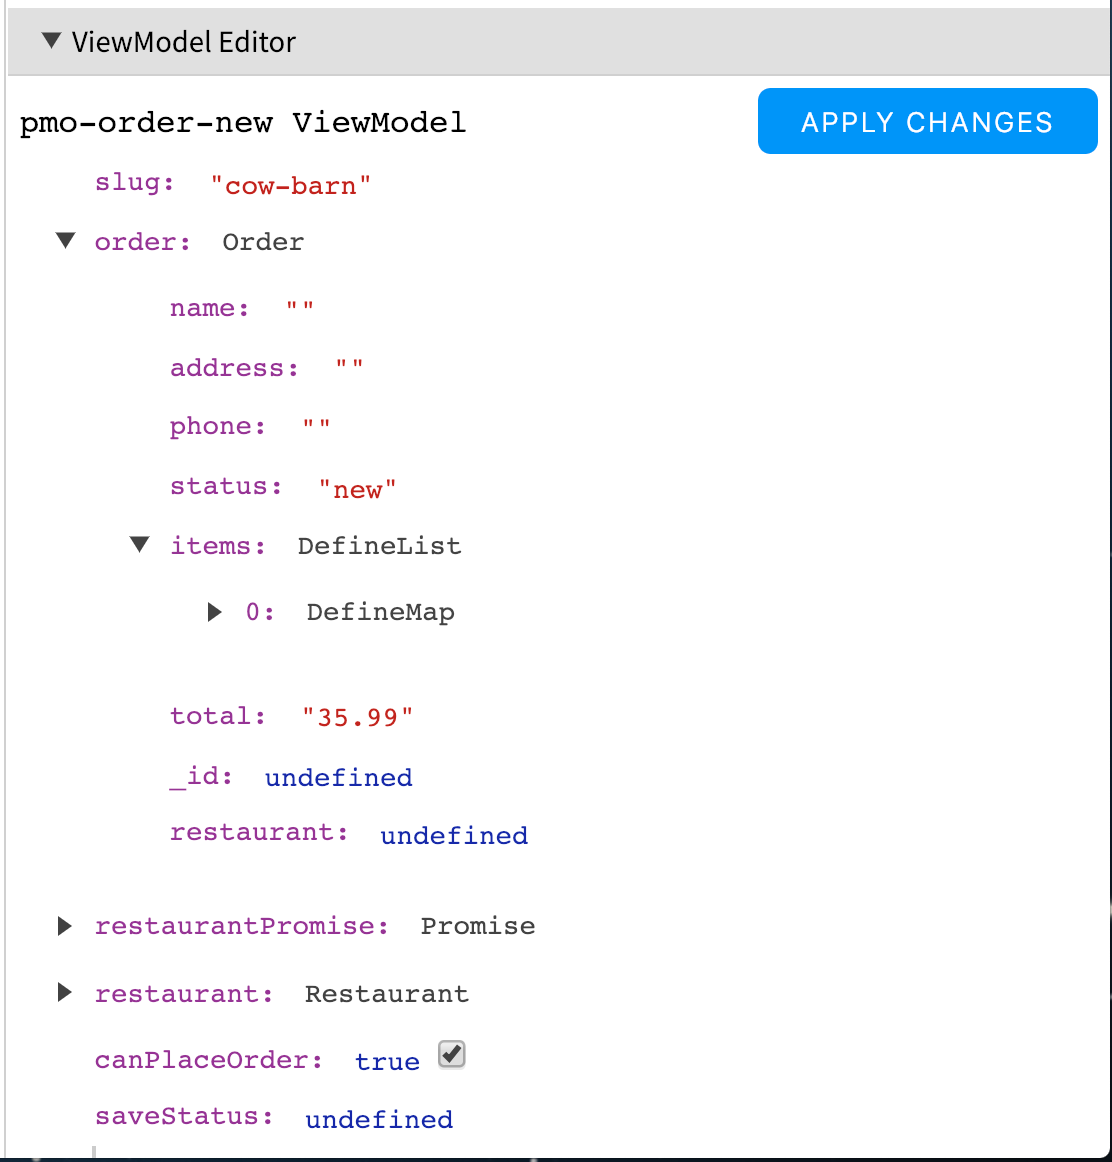 ViewModel Editor
pmo-order-new ViewModel
APPLY CHANGES
slug: "cow-barn"
order: Order
name: ""
address: ""
phone: ""
status: "new"
items: DefineList
0: DefineMap
total: "35.99"
_id: undefined
restaurant: undefined
restaurantPromise: Promise
restaurant: Restaurant
canPlaceOrder: true
saveStatus: undefined